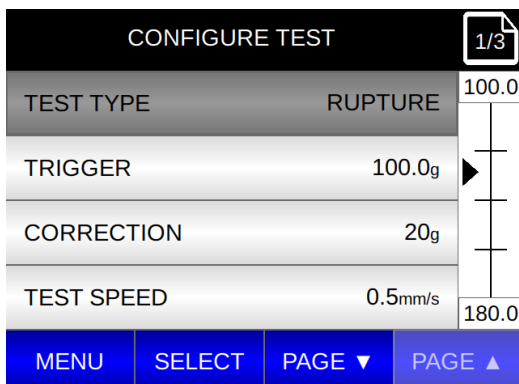 CONFIGURE TEST
1/3
TEST TYPE RUPTURE
100.0
TRIGGER 100.0g
CORRECTION 20g
TEST SPEED 0.5mm/s
180.0
MENU SELECT PAGE ▼ PAGE ▲